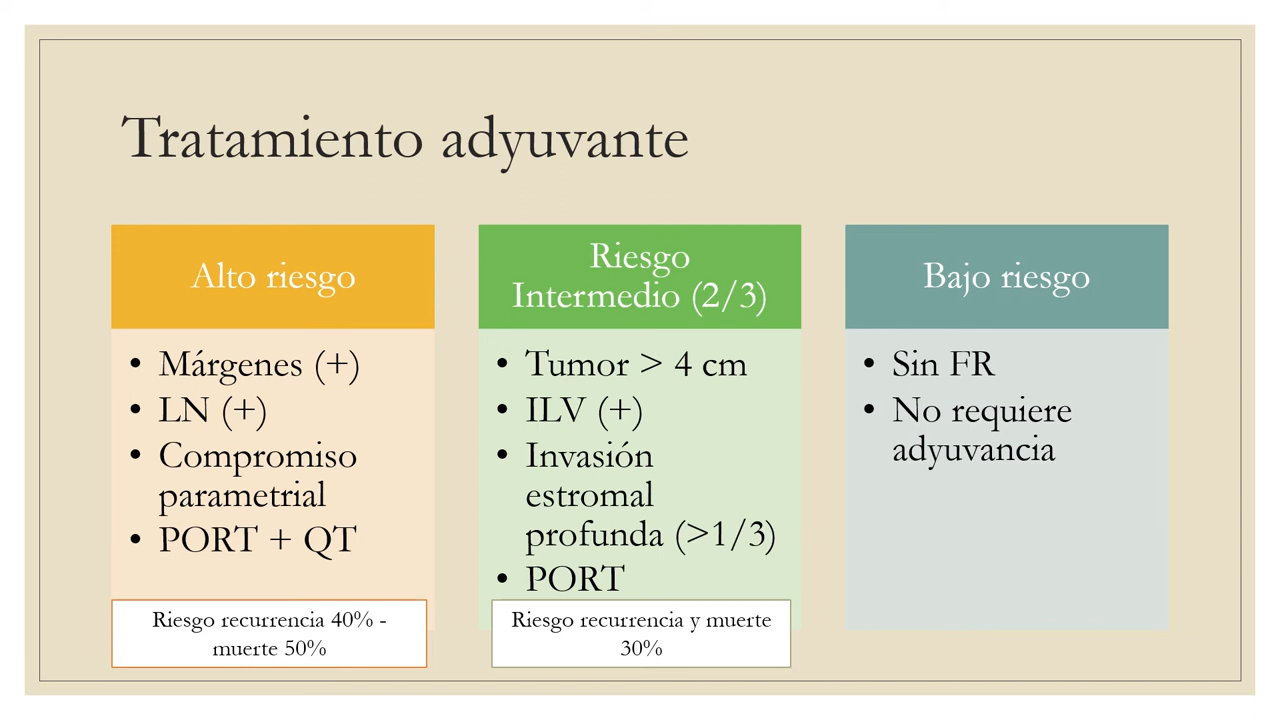 Tratamiento adyuvante
Alto riesgo
• Márgenes (+)
• LN (+)
• Compromiso
parametrial
• PORT + QT
Riesgo recurrencia 40% -
muerte 50%
Riesgo
Intermedio (2/3)
• Tumor > 4 cm
• ILV (+)
• Invasión
estromal
profunda (>1/3)
• PORT
Riesgo recurrencia y muerte
30%
Bajo riesgo
• Sin FR
• No requiere
adyuvancia